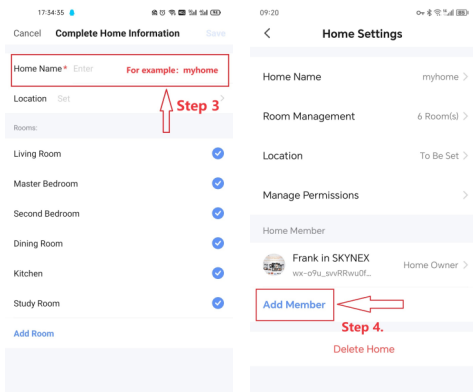 17:34:35
Cancel Complete Home Information Save
Home Name* Enter For example: myhome
Location Set
Step 3
Rooms:
Living Room
Master Bedroom
Second Bedroom
Dining Room
Kitchen
Study Room
Add Room
09:20
Home Settings
Home Name myhome
Room Management 6 Room(s)
Location To Be Set
Manage Permissions
Home Member
Frank in SKYNEX Home Owner
wx-o9u_svvRRwu0f...
Add Member
Step 4.
Delete Home